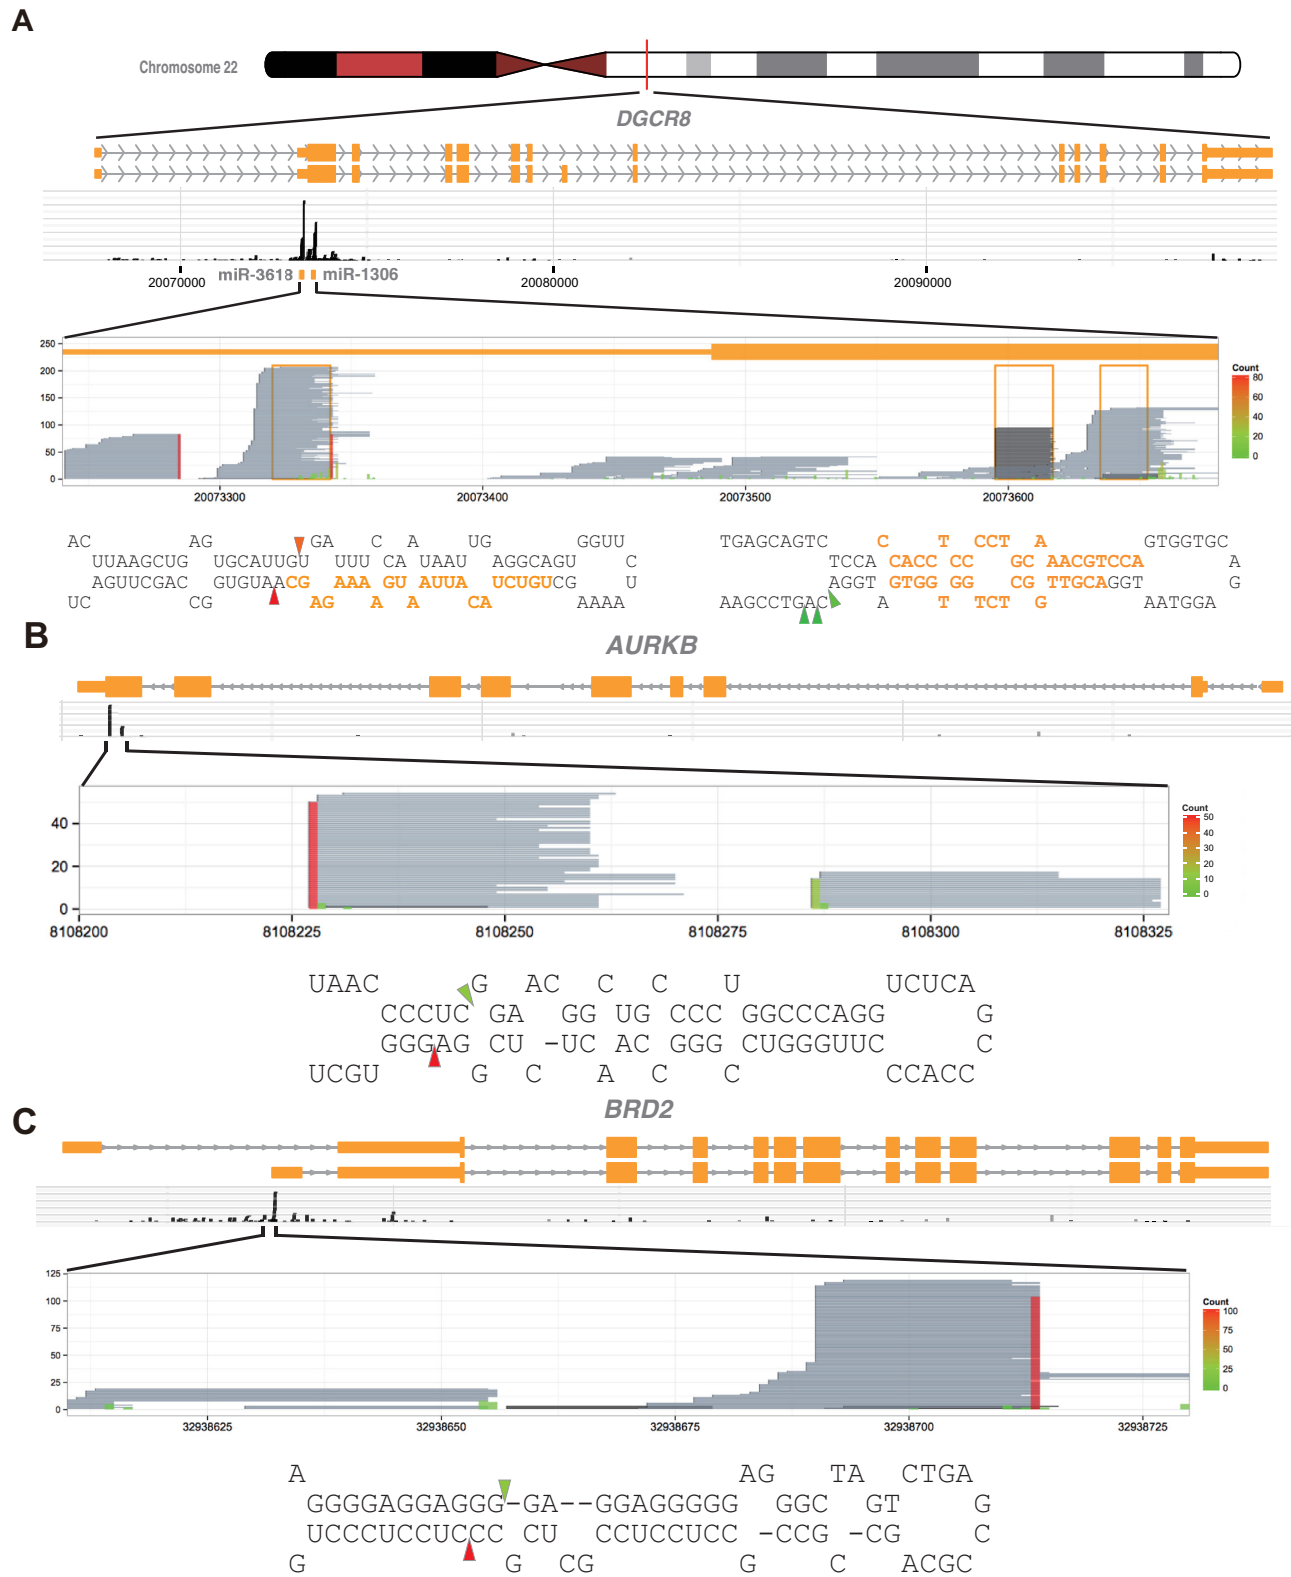 A
Chromosome 22
DGCR8
miR-3618 miR-1306
20070000 20080000 20090000
250
200
150
100
50
0
Count
80
60
40
20
0
20073300 20073400 20073500 20073600
AC AG GA C A UG GGUU TGAGCAGTC C T CCT A GTGGTGC
UUAAGCUG UGCAUUGU UUU CA UAAU AGGCAGU C TCCA CACC CC GC AACGTCCA A
AGUUCGAC GUGUAACG AAA GU AUUA UCUGUCG U AGGT GTGG GG CG TTGCAGGT G
UC CG AG A A CA AAAA AAGCCTGAC A T TCT G AATGGA
B
AURKB
40
20
0
Count
50
40
30
20
10
0
8108200 8108225 8108250 8108275 8108300 8108325
UAAC G AC C C U UCUCA
CCCUC GA GG UG CCC GGCCCAGG G
GGGAG CU -UC AC GGG CUGGGUUC C
UCGU G C A C C CCACC
C
BRD2
125
100
75
50
25
0
Count
100
75
50
25
0
32938625 32938650 32938675 32938700 32938725
A AG TA CTGA
GGGGAGGAGGG-GA--GGAGGGGG GGC GT G
UCCCUCCUCCC CU CCUCCUCC -CCG -CG C
G G CG G C ACGC